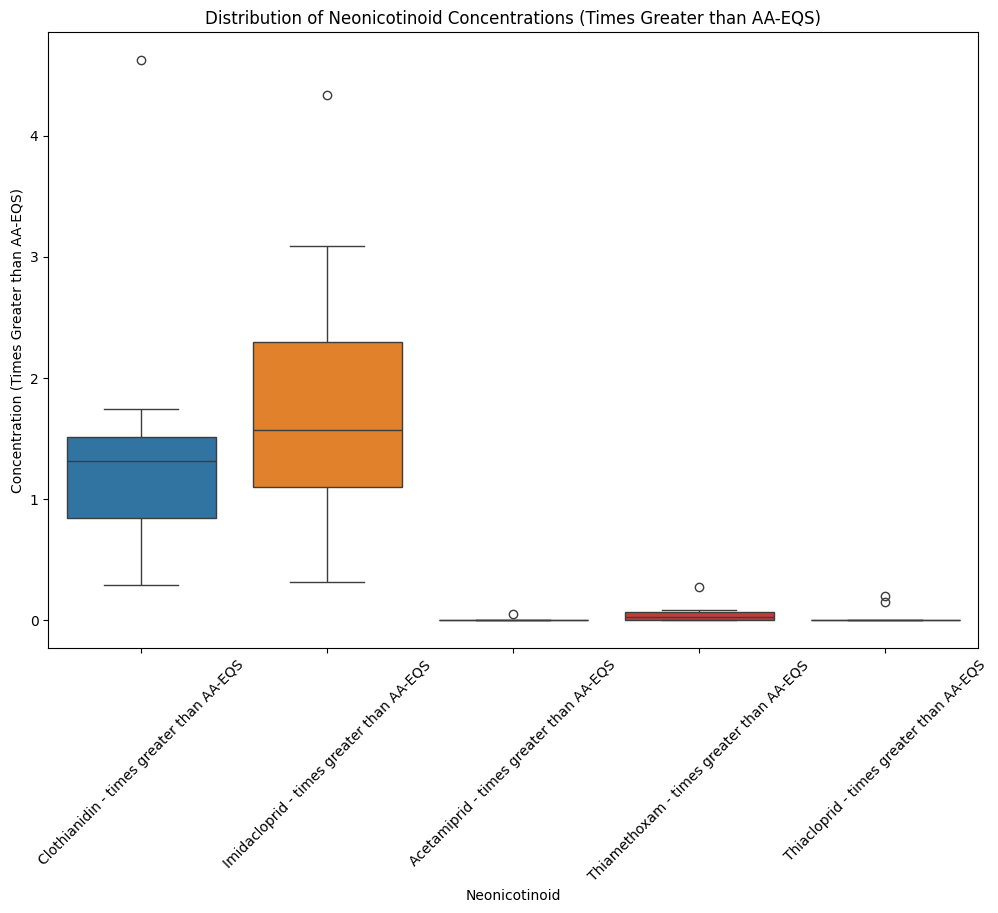 Distribution of Neonicotinoid Concentrations (Times Greater than AA-EQS)
Concentration (Times Greater than AA-EQS)
4
3
2
1
0
Clothianidin - times greater than AA-EQS
Imidacloprid - times greater than AA-EQS
Acetamiprid - times greater than AA-EQS
Thiamethoxam - times greater than AA-EQS
Thiacloprid - times greater than AA-EQS
Neonicotinoid